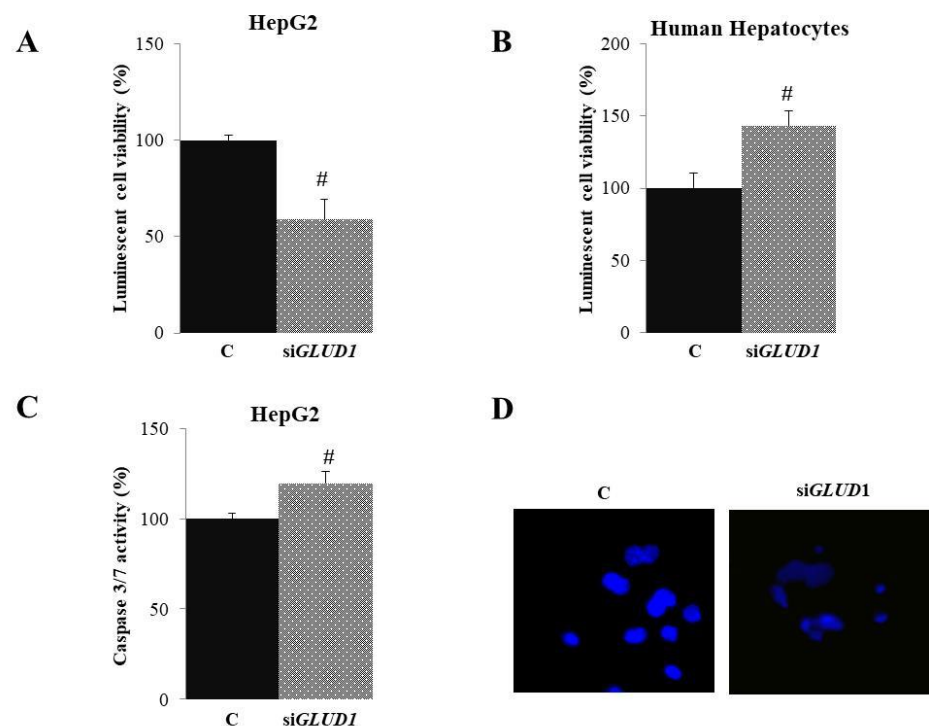 A
HepG2
Luminescent cell viability (%)
150
100
50
0
#
C
siGLUD1
B
Human Hepatocytes
Luminescent cell viability (%)
200
150
100
50
0
#
C
siGLUD1
C
HepG2
Caspase 3/7 activity (%)
150
100
50
0
#
C
siGLUD1
D
C
siGLUD1